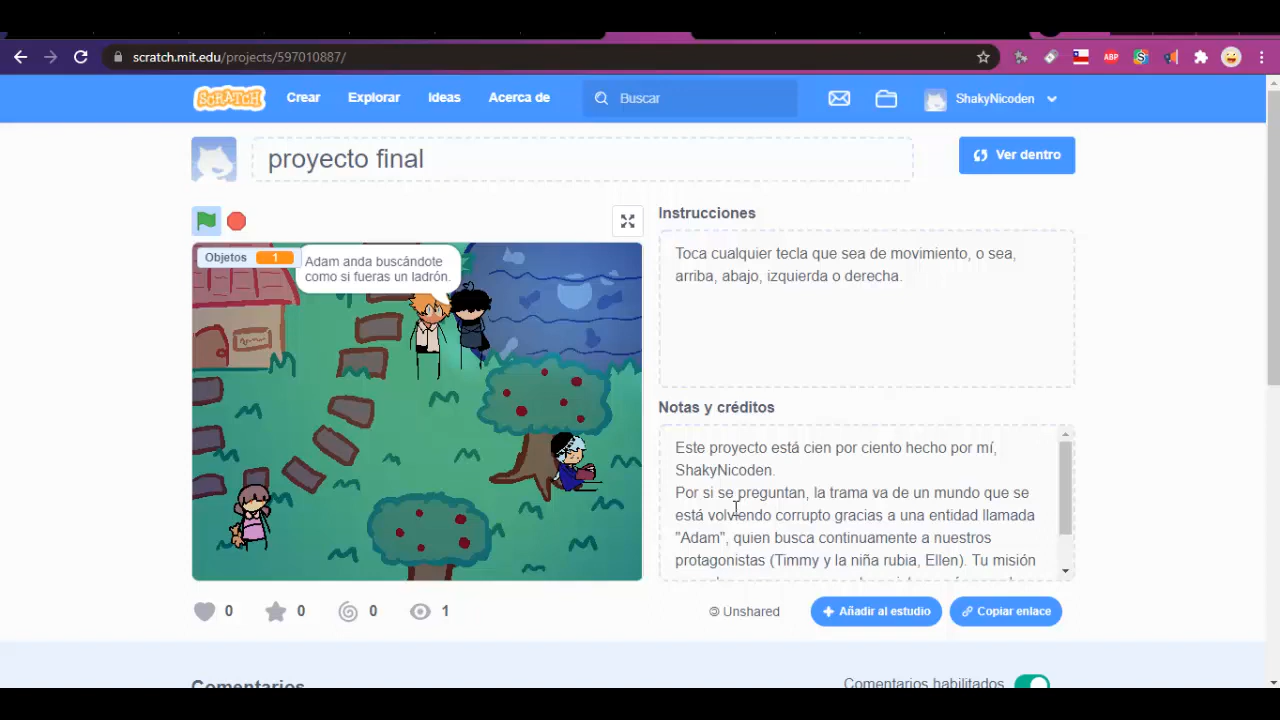 scratch.mit.edu/projects/597010887/
ABP
S
SCRATCH
Crear
Explorar
Ideas
Acerca de
Buscar
ShakyNicoden
proyecto final
Ver dentro
Instrucciones
Toca cualquier tecla que sea de movimiento, o sea,
arriba, abajo, izquierda o derecha.
Objetos 1
Adam anda buscándote
como si fueras un ladrón.
Notas y créditos
Este proyecto está cien por ciento hecho por mí,
ShakyNicoden.
Por si se preguntan, la trama va de un mundo que se
está volviendo corrupto gracias a una entidad llamada
"Adam", quien busca continuamente a nuestros
protagonistas (Timmy y la niña rubia, Ellen). Tu misión
0
0
0
1
Unshared
Añadir al estudio
Copiar enlace
Comentarios
Comentarios habilitados